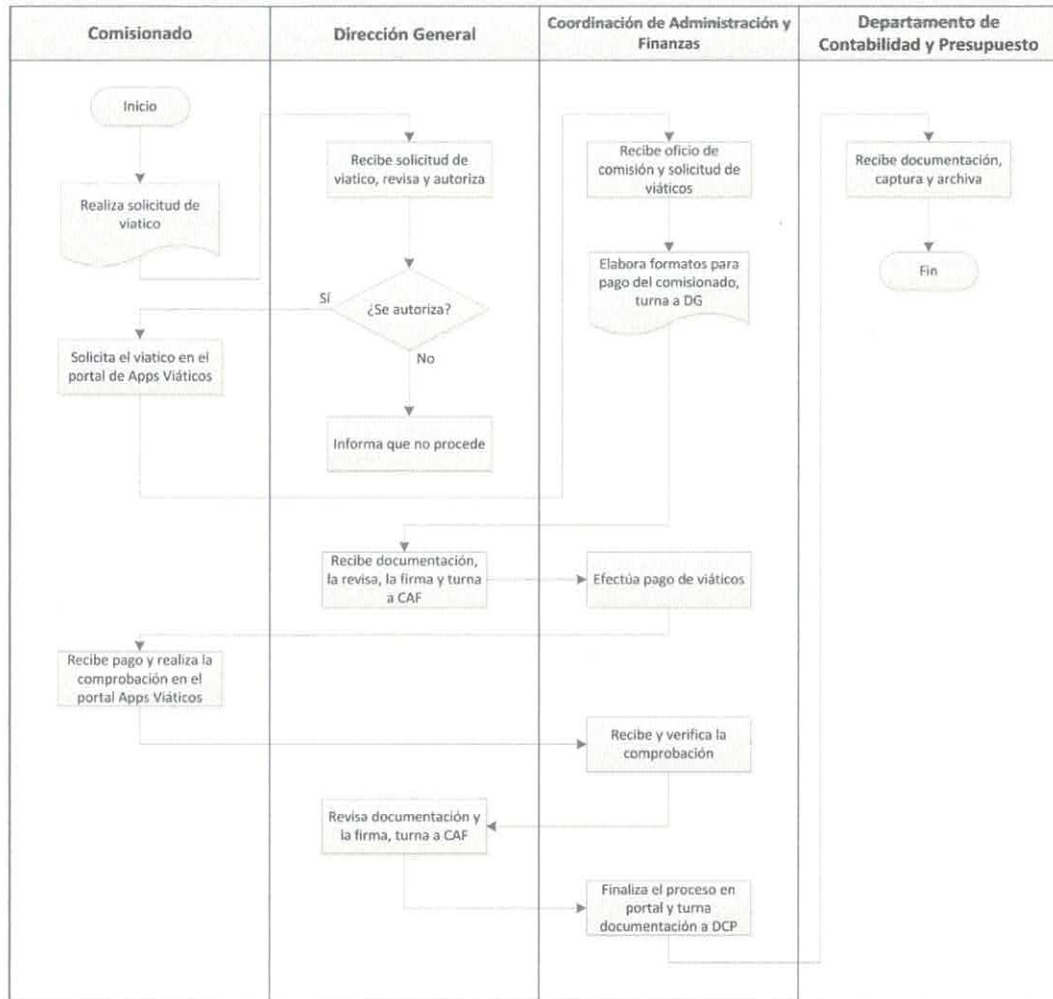 Comisionado
Dirección General
Coordinación de Administración y
Finanzas
Departamento de
Contabilidad y Presupuesto
Inicio
Realiza solicitud de
viatico
Recibe solicitud de
viatico, revisa y autoriza
¿Se autoriza?
Sí
No
Solicita el viatico en el
portal de Apps Viáticos
Informa que no procede
Recibe oficio de
comisión y solicitud de
viáticos
Elabora formatos para
pago del comisionado,
turna a DG
Recibe documentación,
captura y archiva
Fin
Recibe documentación,
la revisa, la firma y turna
a CAF
Efectúa pago de viáticos
Recibe pago y realiza la
comprobación en el
portal Apps Viáticos
Recibe y verifica la
comprobación
Revisa documentación y
la firma, turna a CAF
Finaliza el proceso en
portal y turna
documentación a DCP